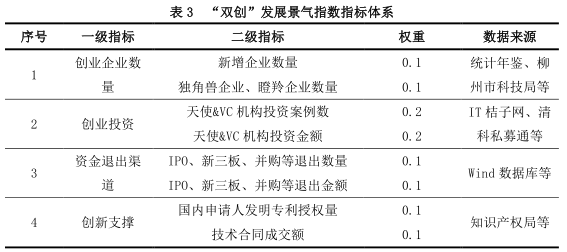 表 3 “双创”发展景气指数指标体系
序号 一级指标 二级指标 权重 数据来源
1 创业企业数量 新增企业数量 0.1 统计年鉴、柳州市科技局等
独角兽企业、瞪羚企业数量 0.1
2 创业投资 天使&VC 机构投资案例数 0.2 IT 桔子网、清科私募通等
天使&VC 机构投资金额 0.2
3 资金退出渠道 IPO、新三板、并购等退出数量 0.1 Wind 数据库等
IPO、新三板、并购等退出金额 0.1
4 创新支撑 国内申请人发明专利授权量 0.1 知识产权局等
技术合同成交额 0.1